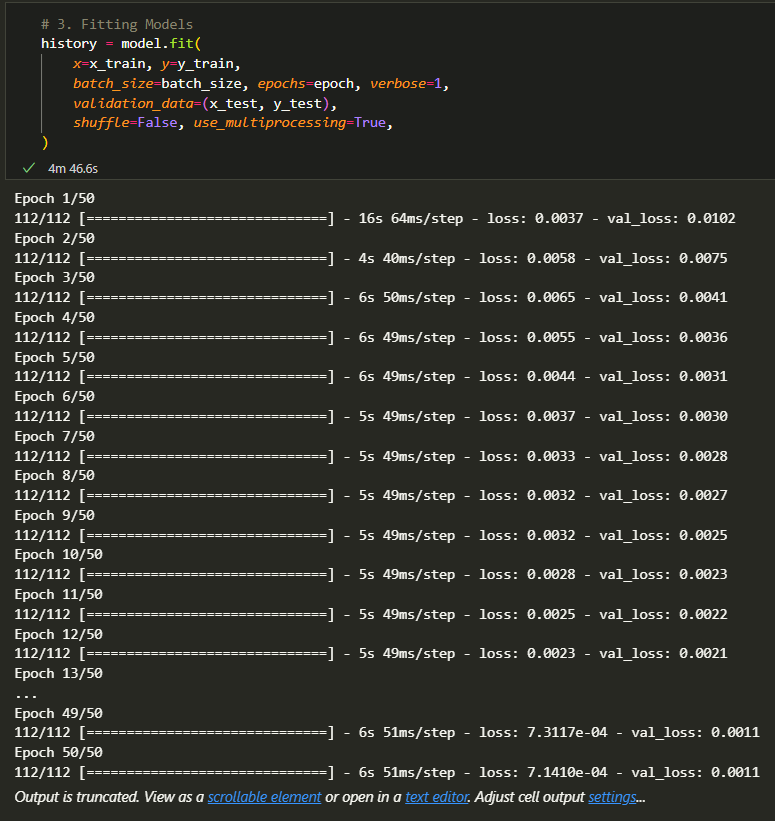 # 3. Fitting Models
history = model.fit(
x=x_train, y=y_train,
batch_size=batch_size, epochs=epoch, verbose=1,
validation_data=(x_test, y_test),
shuffle=False, use_multiprocessing=True,
)
✓ 4m 46.6s
Epoch 1/50
112/112 [==============================] - 16s 64ms/step - loss: 0.0037 - val_loss: 0.0102
Epoch 2/50
112/112 [==============================] - 4s 40ms/step - loss: 0.0058 - val_loss: 0.0075
Epoch 3/50
112/112 [==============================] - 6s 50ms/step - loss: 0.0065 - val_loss: 0.0041
Epoch 4/50
112/112 [==============================] - 6s 49ms/step - loss: 0.0055 - val_loss: 0.0036
Epoch 5/50
112/112 [==============================] - 6s 49ms/step - loss: 0.0044 - val_loss: 0.0031
Epoch 6/50
112/112 [==============================] - 5s 49ms/step - loss: 0.0037 - val_loss: 0.0030
Epoch 7/50
112/112 [==============================] - 5s 49ms/step - loss: 0.0033 - val_loss: 0.0028
Epoch 8/50
112/112 [==============================] - 5s 49ms/step - loss: 0.0032 - val_loss: 0.0027
Epoch 9/50
112/112 [==============================] - 5s 49ms/step - loss: 0.0032 - val_loss: 0.0025
Epoch 10/50
112/112 [==============================] - 5s 49ms/step - loss: 0.0028 - val_loss: 0.0023
Epoch 11/50
112/112 [==============================] - 5s 49ms/step - loss: 0.0025 - val_loss: 0.0022
Epoch 12/50
112/112 [==============================] - 5s 49ms/step - loss: 0.0023 - val_loss: 0.0021
Epoch 13/50
...
Epoch 49/50
112/112 [==============================] - 6s 51ms/step - loss: 7.3117e-04 - val_loss: 0.0011
Epoch 50/50
112/112 [==============================] - 6s 51ms/step - loss: 7.1410e-04 - val_loss: 0.0011
Output is truncated. View as a scrollable element or open in a text editor. Adjust cell output settings...